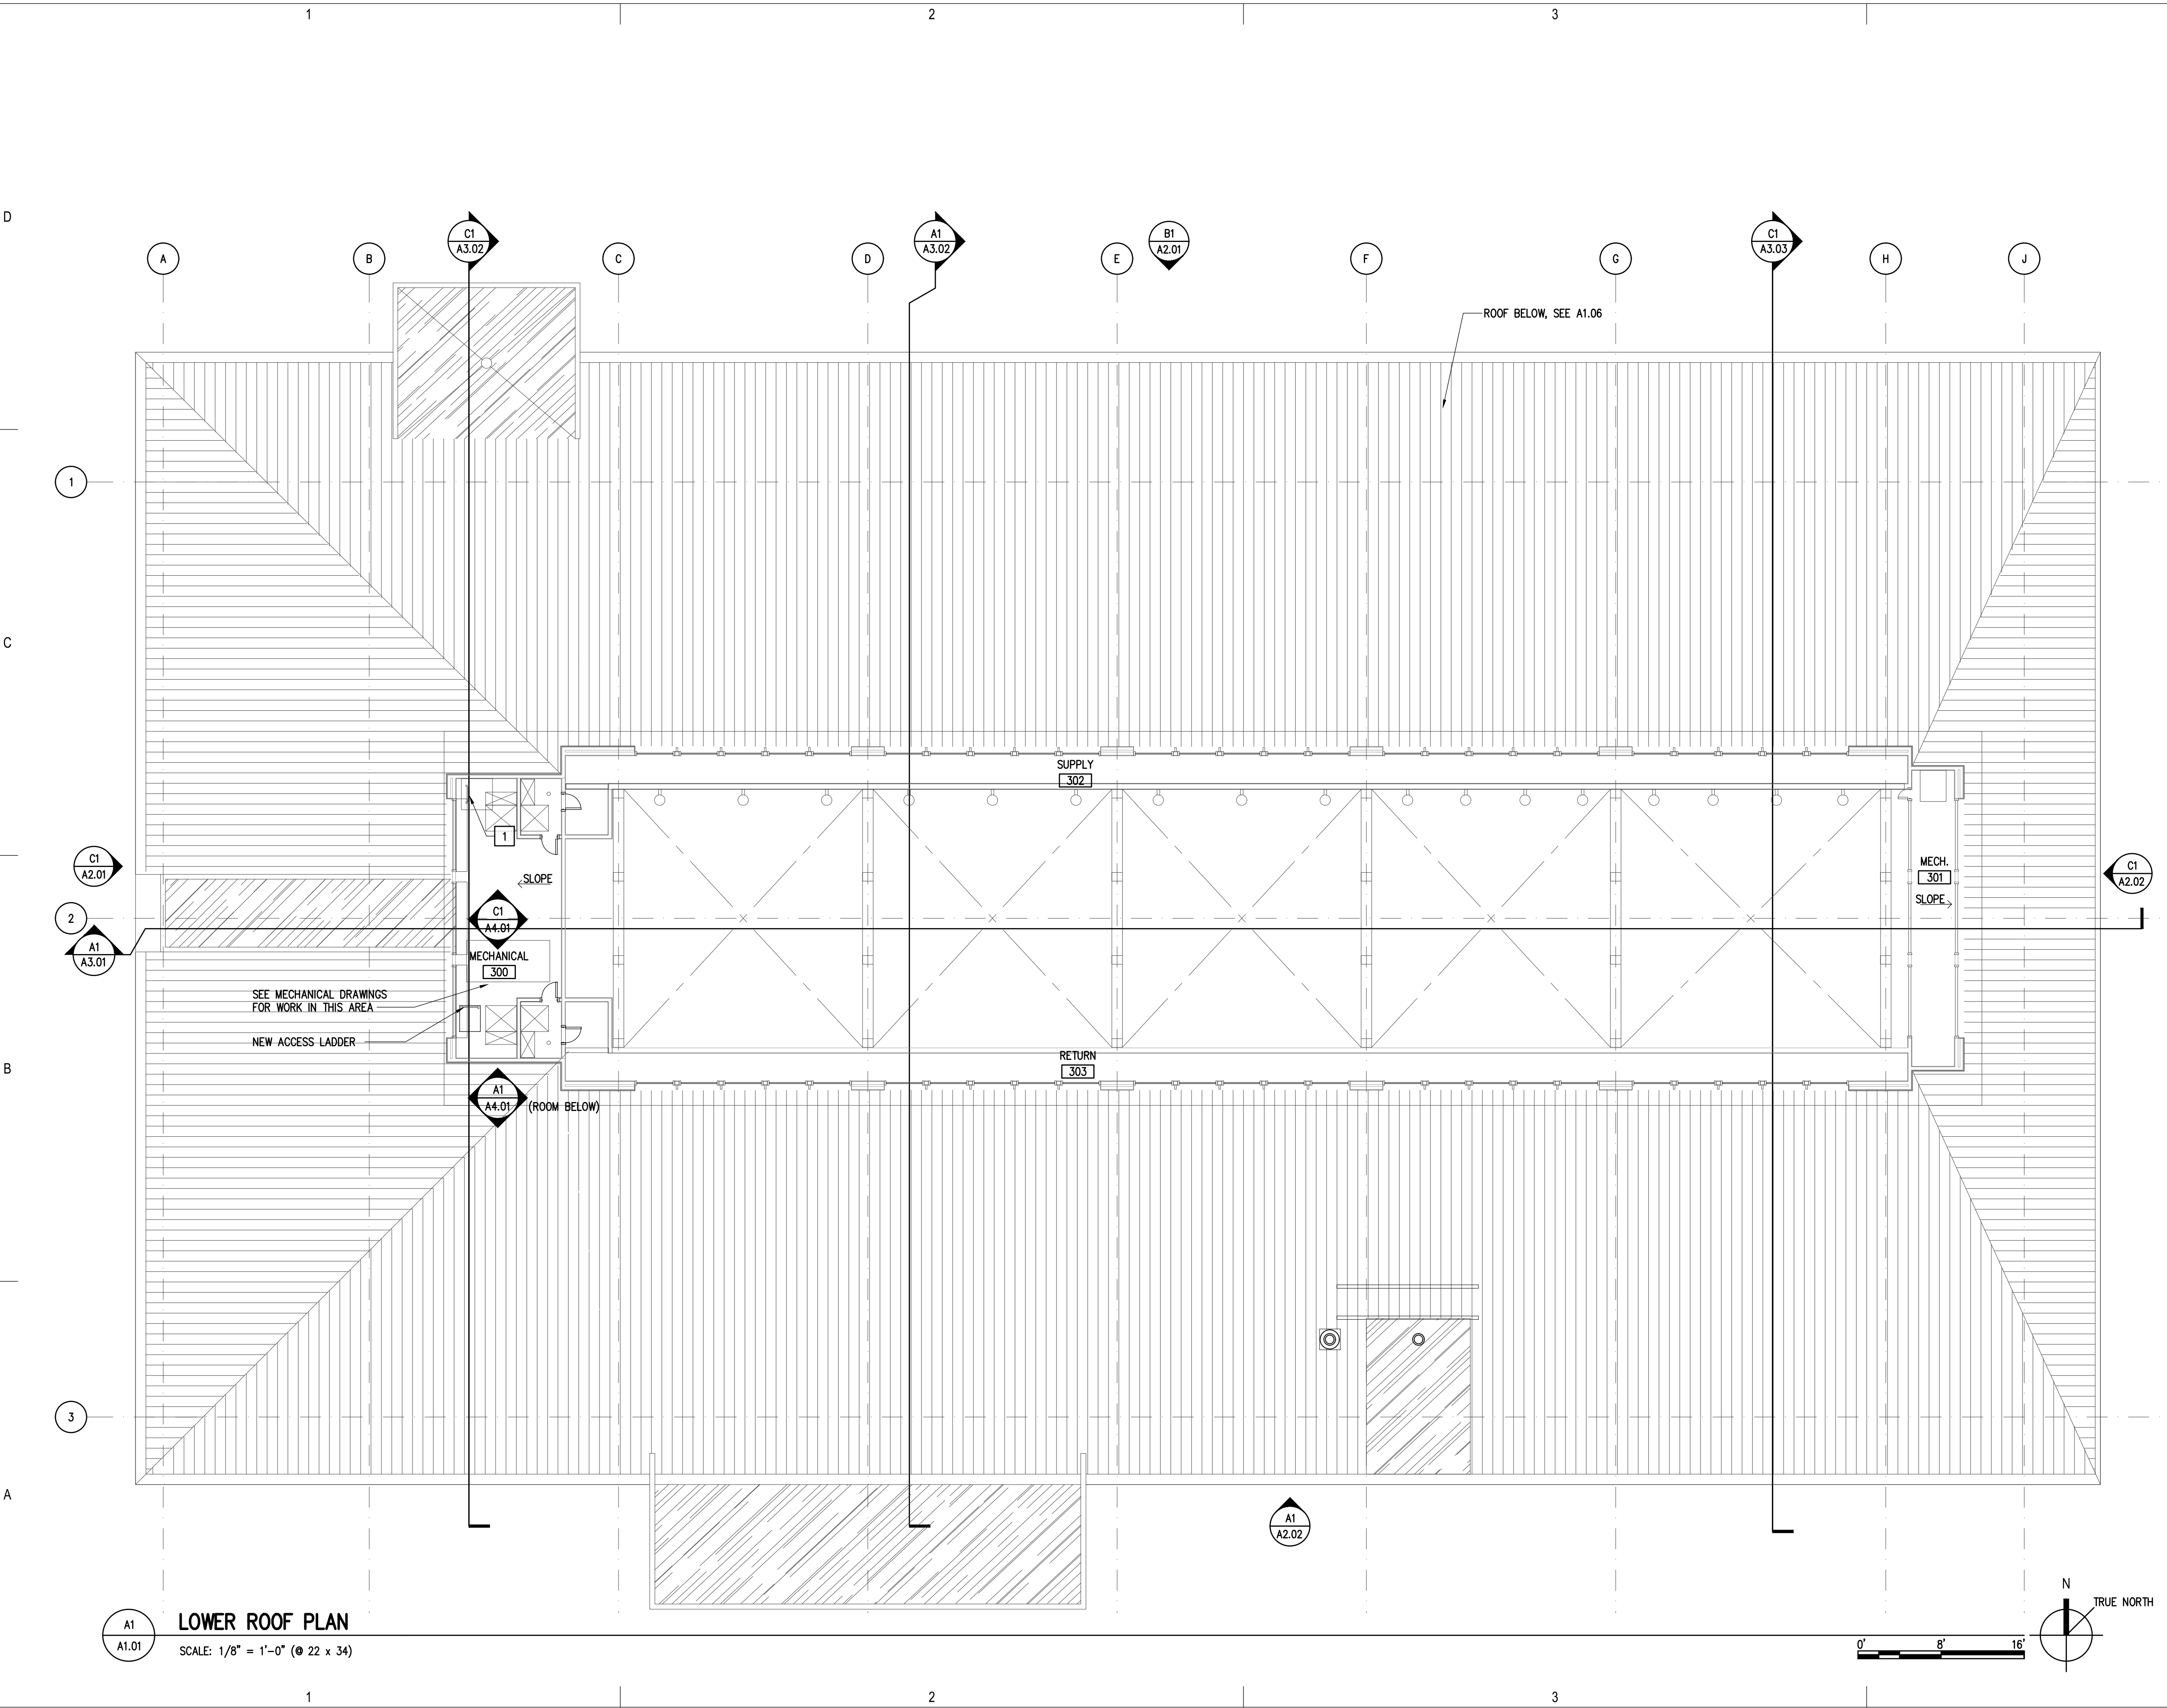 1 2 3
D
C1
A3.02
A1
A3.02
B1
A2.01
C1
A3.03
A B C D E F G H J
ROOF BELOW, SEE A1.06
1
C
SUPPLY
302
1
C1
A2.01
SLOPE
MECH.
301
C1
A2.02
SLOPE
2
C1
A4.01
A1
A3.01
MECHANICAL
300
SEE MECHANICAL DRAWINGS
FOR WORK IN THIS AREA
NEW ACCESS LADDER
RETURN
303
B
A1
A4.01
(ROOM BELOW)
3
A
A1
A2.02
N
TRUE NORTH
A1
A1.01
LOWER ROOF PLAN
SCALE: 1/8" = 1'-0" (@ 22 x 34)
0' 8' 16'
1 2 3